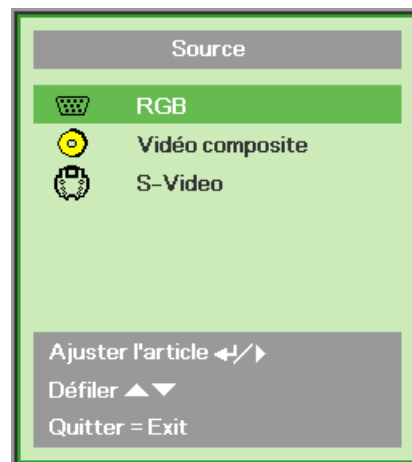 Source
RGB
Vidéo composite
S-Video
Ajuster l'article ↵/▶
Défiler ▲▼
Quitter = Exit